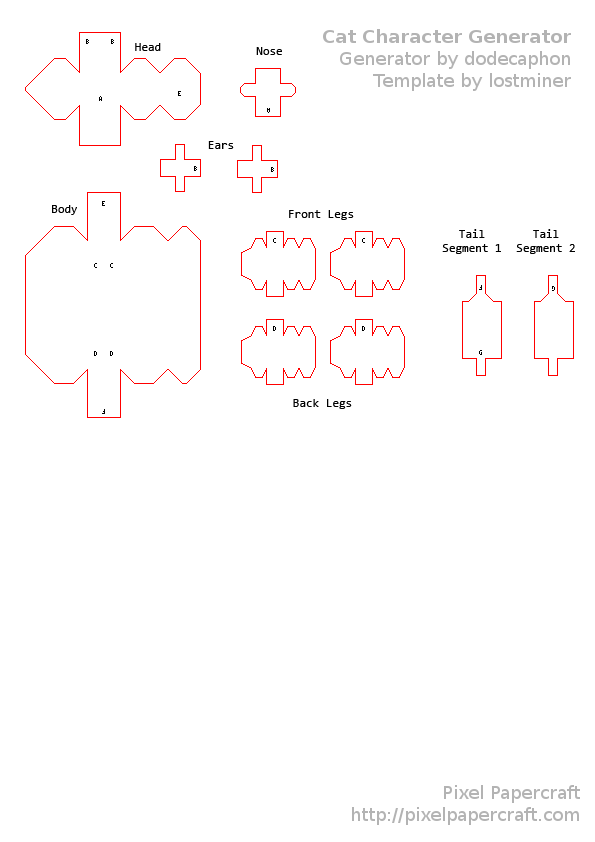 Cat Character Generator
Generator by dodecaphon
Template by lostminer
Head
Nose
B B
A
E
A
Ears
B
B
Body
E
C C
D D
F
Front Legs
C
C
D
D
Back Legs
Tail
Segment 1
Tail
Segment 2
F
G
G
Pixel Papercraft
http://pixelpapercraft.com